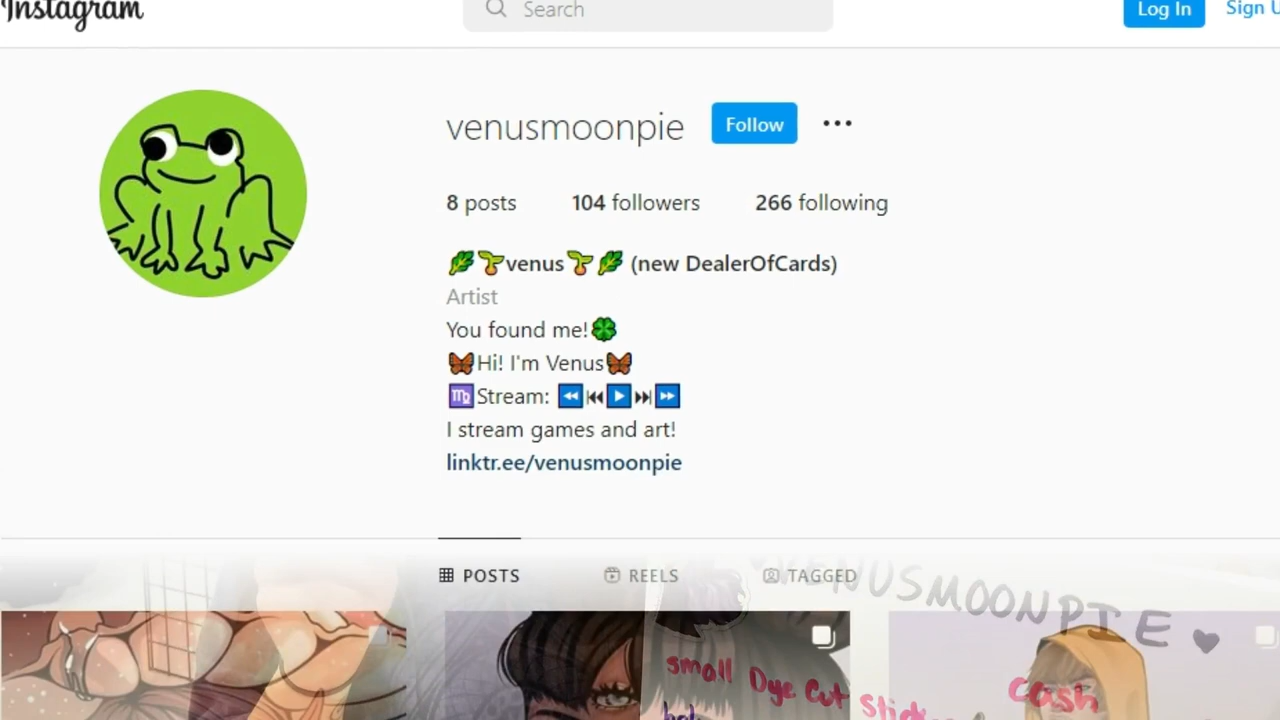 Instagram
Search
Log In
Sign
venusmoonpie
Follow
8 posts 104 followers 266 following
🌿🌱venus🌱🌿 (new DealerOfCards)
Artist
You found me!🍀
🦋Hi! I'm Venus🦋
♍Stream: ⏪⏮▶⏭⏩
I stream games and art!
linktr.ee/venusmoonpie
POSTS
REELS
TAGGED
VENUSMOONPIE ♥
small Dye Cut
cash